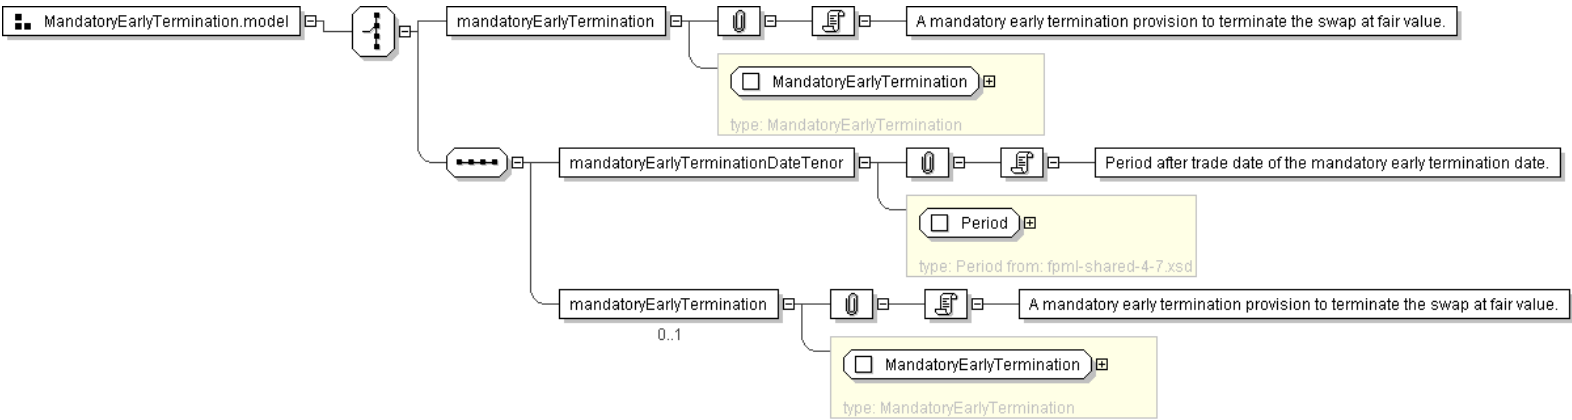 MandatoryEarlyTermination.model
mandatoryEarlyTermination
A mandatory early termination provision to terminate the swap at fair value.
MandatoryEarlyTermination
type: MandatoryEarlyTermination
mandatoryEarlyTerminationDateTenor
Period after trade date of the mandatory early termination date.
Period
type: Period from: fpml-shared-4-7.xsd
mandatoryEarlyTermination
A mandatory early termination provision to terminate the swap at fair value.
0..1
MandatoryEarlyTermination
type: MandatoryEarlyTermination